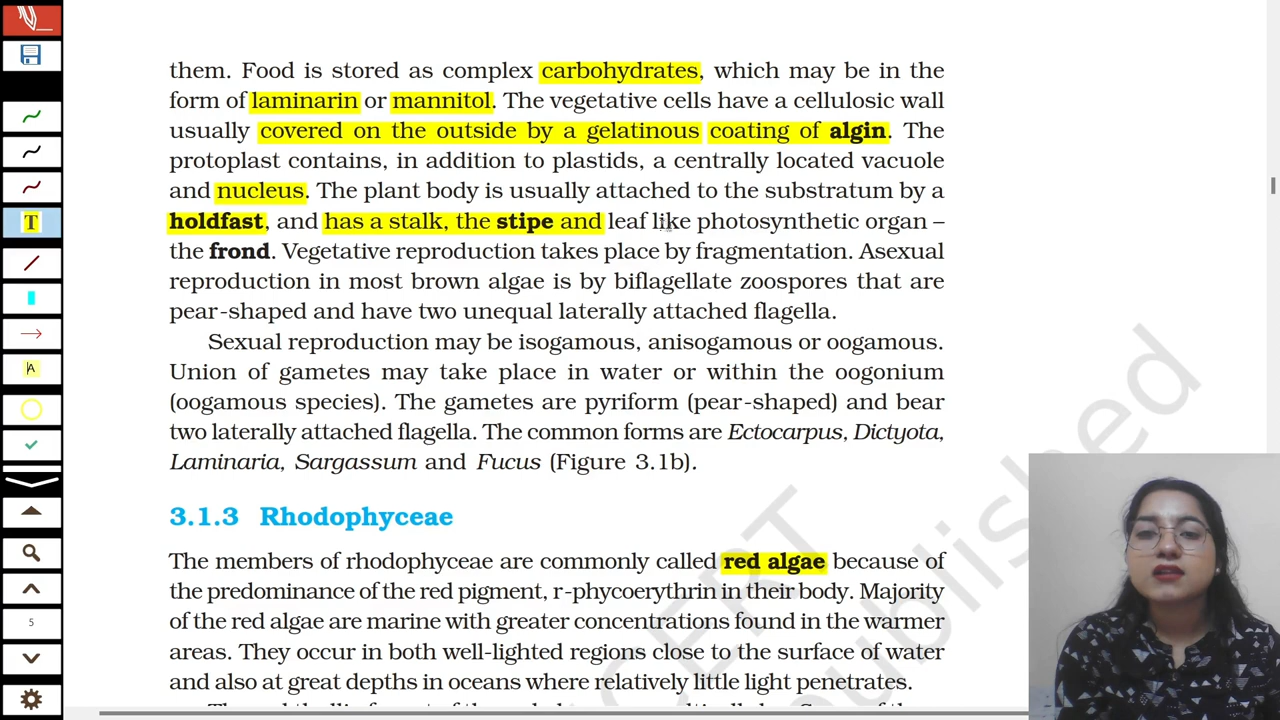 them. Food is stored as complex carbohydrates, which may be in the
form of laminarin or mannitol. The vegetative cells have a cellulosic wall
usually covered on the outside by a gelatinous coating of algin. The
protoplast contains, in addition to plastids, a centrally located vacuole
and nucleus. The plant body is usually attached to the substratum by a
holdfast, and has a stalk, the stipe and leaf like photosynthetic organ –
the frond. Vegetative reproduction takes place by fragmentation. Asexual
reproduction in most brown algae is by biflagellate zoospores that are
pear-shaped and have two unequal laterally attached flagella.
Sexual reproduction may be isogamous, anisogamous or oogamous.
Union of gametes may take place in water or within the oogonium
(oogamous species). The gametes are pyriform (pear-shaped) and bear
two laterally attached flagella. The common forms are Ectocarpus, Dictyota,
Laminaria, Sargassum and Fucus (Figure 3.1b).
3.1.3 Rhodophyceae
The members of rhodophyceae are commonly called red algae because of
the predominance of the red pigment, r-phycoerythrin in their body. Majority
of the red algae are marine with greater concentrations found in the warmer
areas. They occur in both well-lighted regions close to the surface of water
and also at great depths in oceans where relatively little light penetrates.
T
A
5